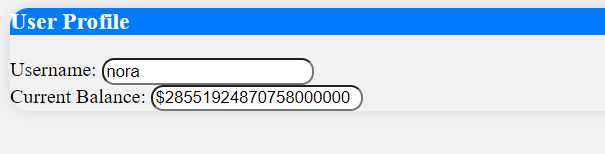 User Profile
Username: nora
Current Balance: $28551924870758000000